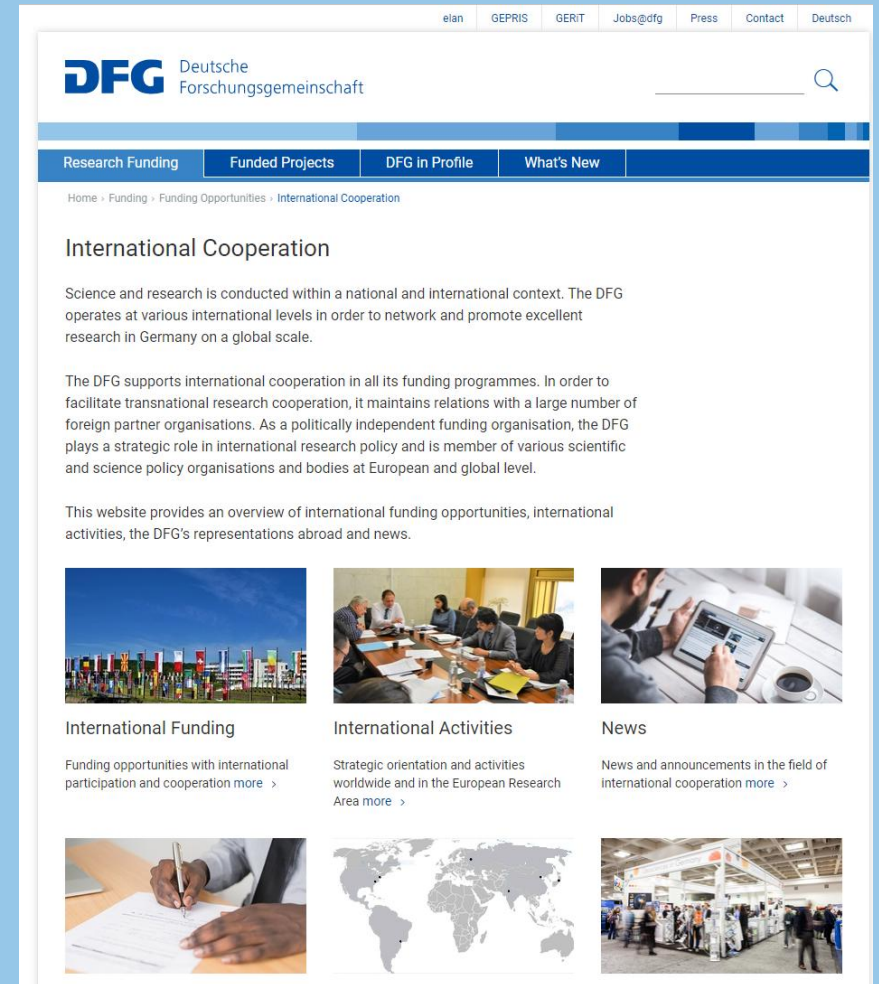 elan GEPRIS GERiT Jobs@dfg Press Contact Deutsch
DFG Deutsche
Forschungsgemeinschaft
Research Funding Funded Projects DFG in Profile What's New
Home › Funding › Funding Opportunities › International Cooperation
International Cooperation
Science and research is conducted within a national and international context. The DFG
operates at various international levels in order to network and promote excellent
research in Germany on a global scale.
The DFG supports international cooperation in all its funding programmes. In order to
facilitate transnational research cooperation, it maintains relations with a large number of
foreign partner organisations. As a politically independent funding organisation, the DFG
plays a strategic role in international research policy and is member of various scientific
and science policy organisations and bodies at European and global level.
This website provides an overview of international funding opportunities, international
activities, the DFG's representations abroad and news.
International Funding
Funding opportunities with international
participation and cooperation more ›
International Activities
Strategic orientation and activities
worldwide and in the European Research
Area more ›
News
News and announcements in the field of
international cooperation more ›